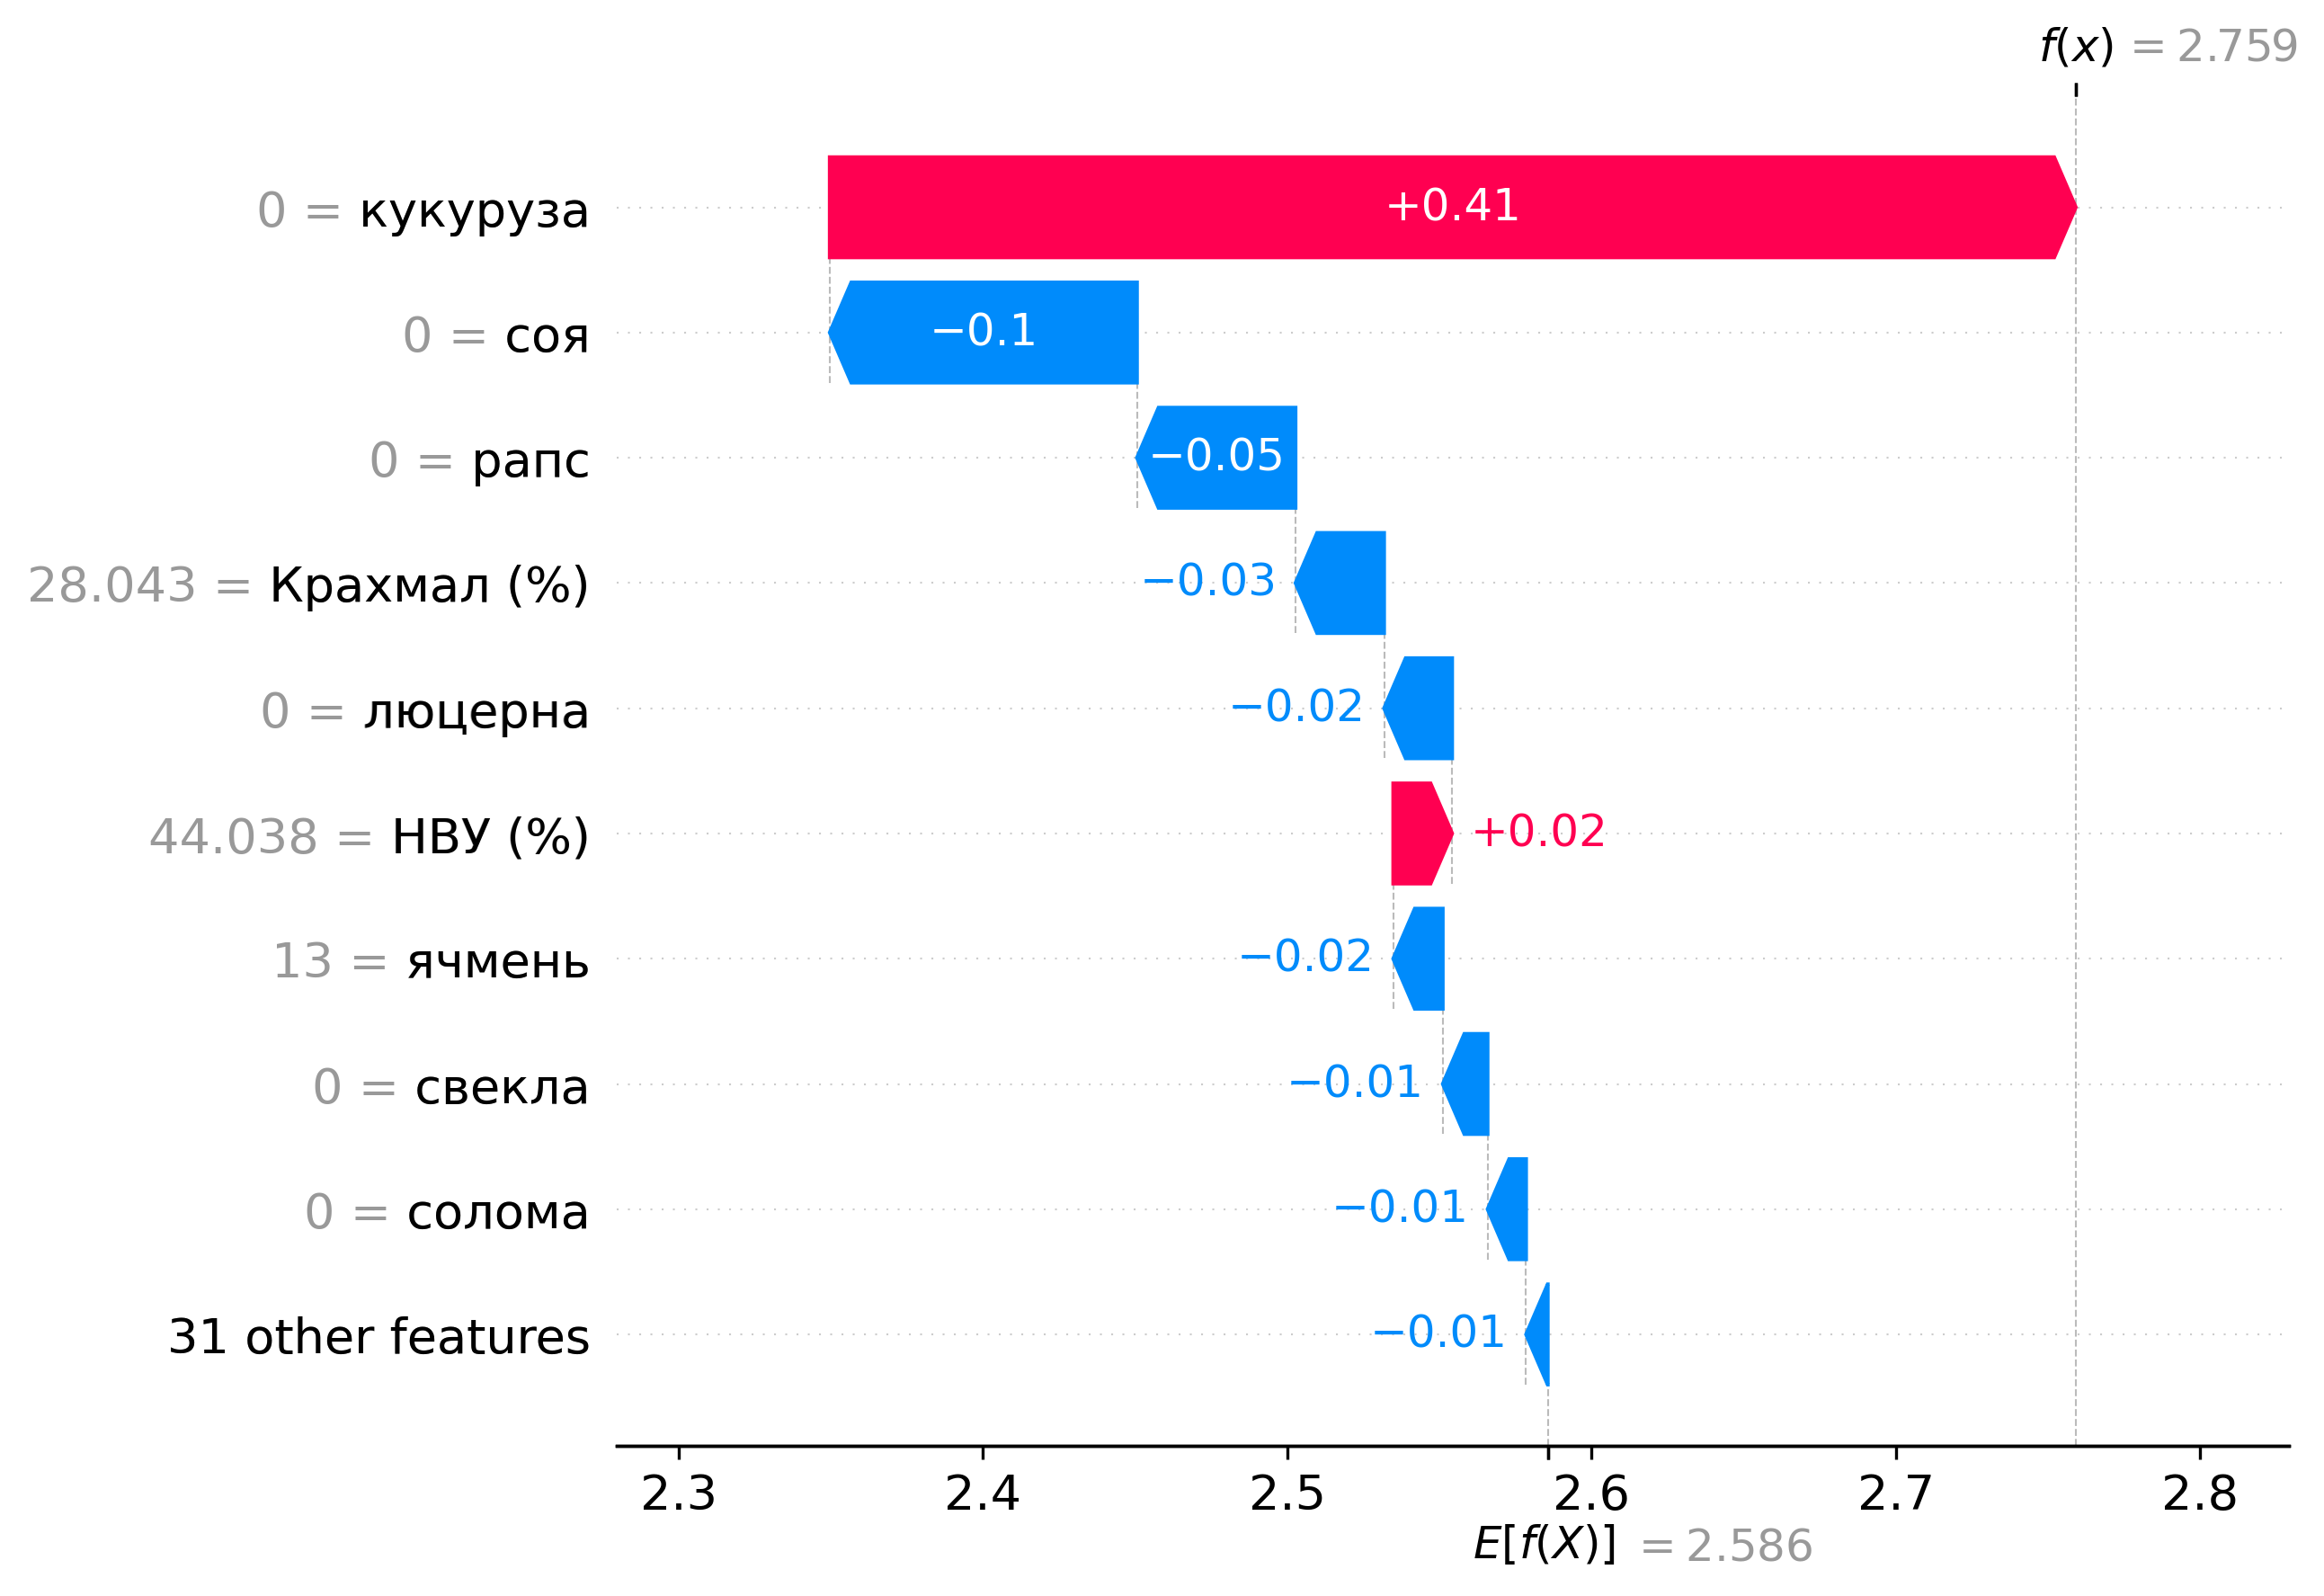 f(x) = 2.759
0 = кукуруза +0.41
0 = соя −0.1
0 = рапс −0.05
28.043 = Крахмал (%) −0.03
0 = люцерна −0.02
44.038 = НВУ (%) +0.02
13 = ячмень −0.02
0 = свекла −0.01
0 = солома −0.01
31 other features −0.01
2.3 2.4 2.5 2.6 2.7 2.8
E[f(X)] = 2.586